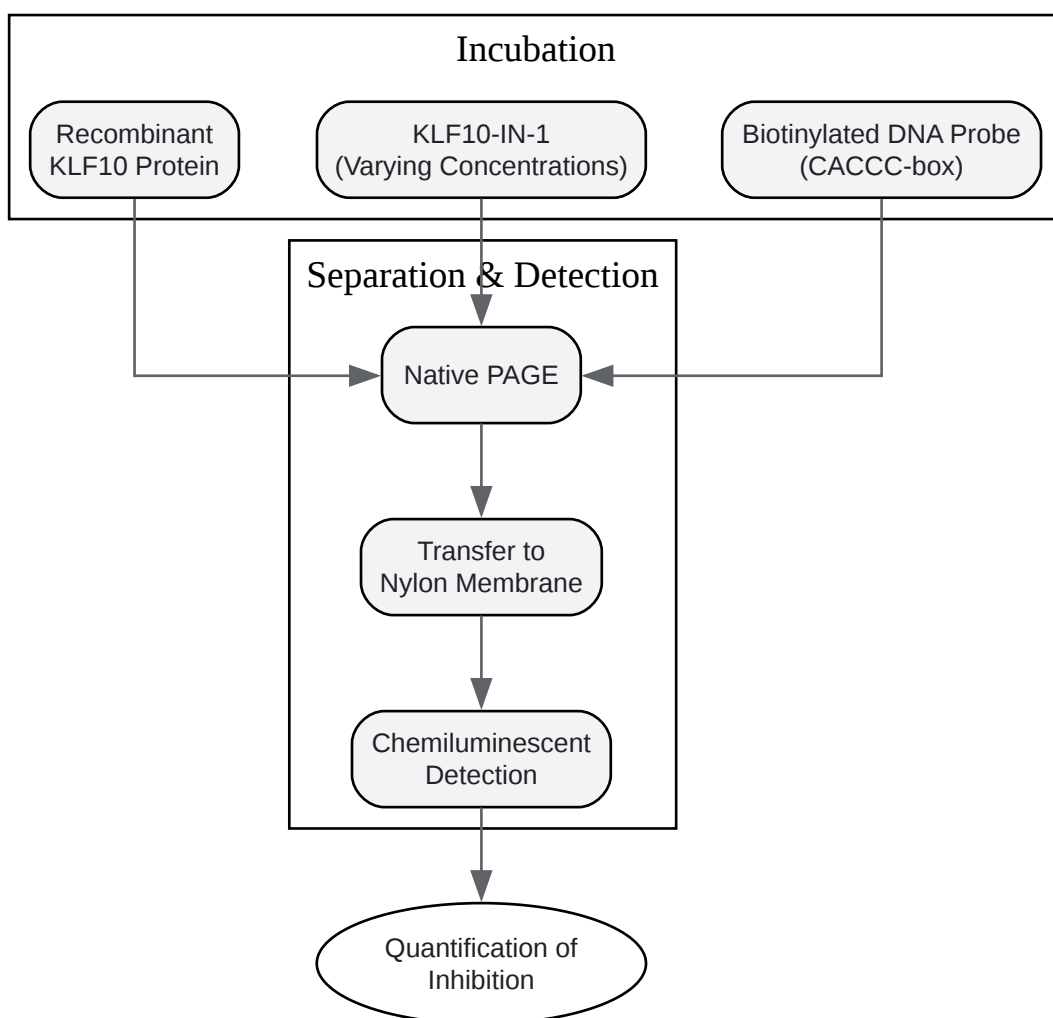 Incubation
Recombinant
KLF10 Protein
KLF10-IN-1
(Varying Concentrations)
Biotinylated DNA Probe
(CACCC-box)
Separation & Detection
Native PAGE
Transfer to
Nylon Membrane
Chemiluminescent
Detection
Quantification of
Inhibition